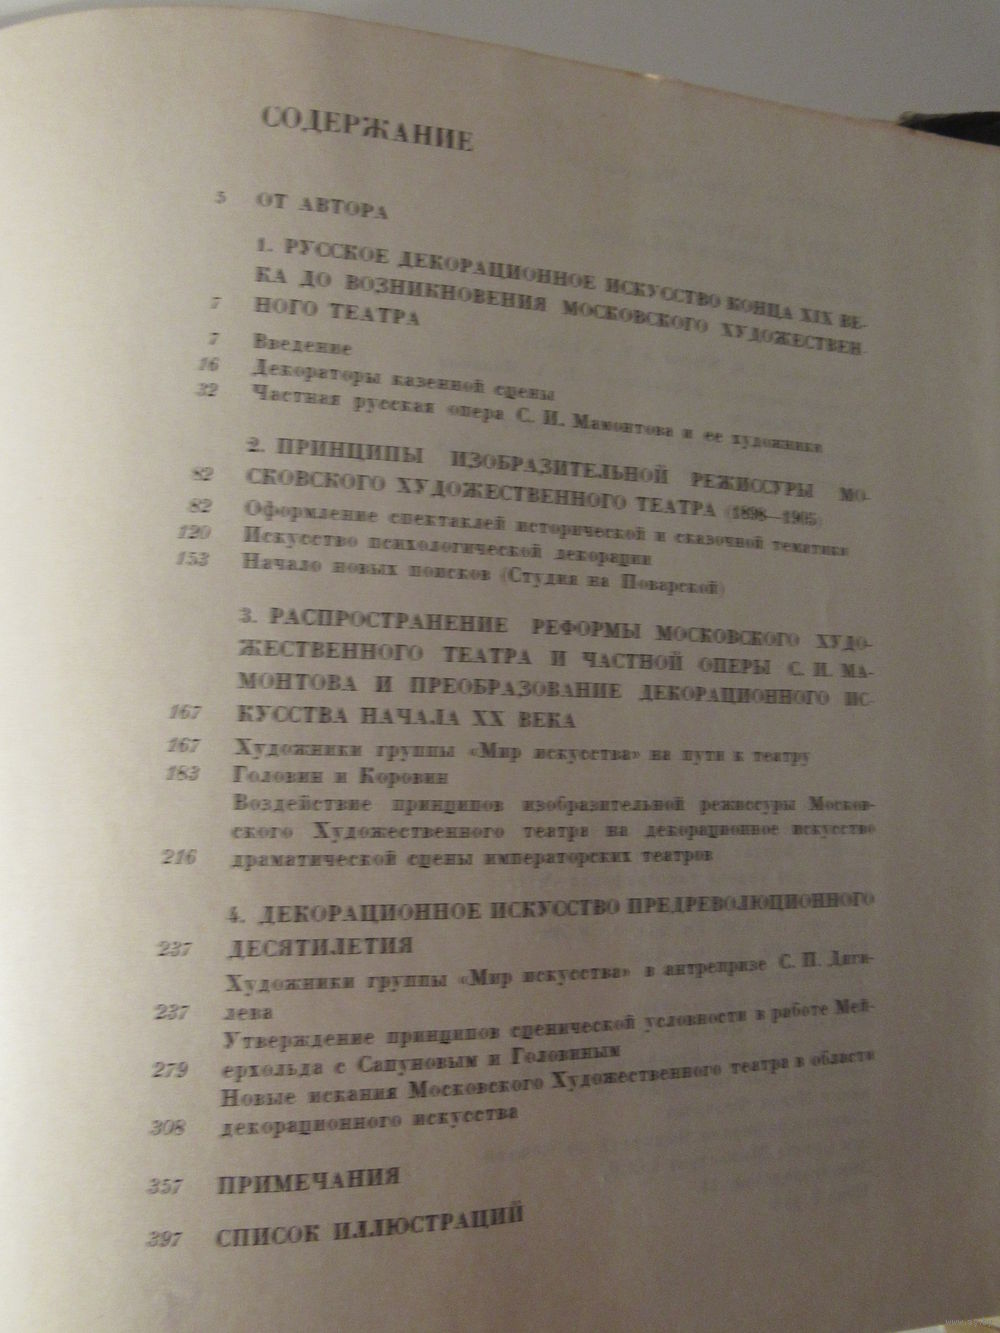 СОДЕРЖАНИЕ
5 ОТ АВТОРА
1. РУССКОЕ ДЕКОРАЦИОННОЕ ИСКУССТВО КОНЦА XIX ВЕ-
КА ДО ВОЗНИКНОВЕНИЯ МОСКОВСКОГО ХУДОЖЕСТВЕН-
7 НОГО ТЕАТРА
7 Введение
16 Декораторы казенной сцены
32 Частная русская опера С. И. Мамонтова и ее художники
2. ПРИНЦИПЫ ИЗОБРАЗИТЕЛЬНОЙ РЕЖИССУРЫ МО-
82 СКОВСКОГО ХУДОЖЕСТВЕННОГО ТЕАТРА (1898—1905)
82 Оформление спектаклей исторической и сказочной тематики
120 Искусство психологической декорации
153 Начало новых поисков (Студия на Поварской)
3. РАСПРОСТРАНЕНИЕ РЕФОРМЫ МОСКОВСКОГО ХУДО-
ЖЕСТВЕННОГО ТЕАТРА И ЧАСТНОЙ ОПЕРЫ С. И. МА-
МОНТОВА И ПРЕОБРАЗОВАНИЕ ДЕКОРАЦИОННОГО ИС-
167 КУССТВА НАЧАЛА XX ВЕКА
167 Художники группы «Мир искусства» на пути к театру
183 Головин и Коровин
Воздействие принципов изобразительной режиссуры Москов-
ского Художественного театра на декорационное искусство
216 драматической сцены императорских театров
4. ДЕКОРАЦИОННОЕ ИСКУССТВО ПРЕДРЕВОЛЮЦИОННОГО
237 ДЕСЯТИЛЕТИЯ
Художники группы «Мир искусства» в антрепризе С. П. Дяги-
237 лева
Утверждение принципов сценической условности в работе Мей-
279 ерхольда с Сапуновым и Головиным
Новые искания Московского Художественного театра в области
308 декорационного искусства
357 ПРИМЕЧАНИЯ
397 СПИСОК ИЛЛЮСТРАЦИЙ